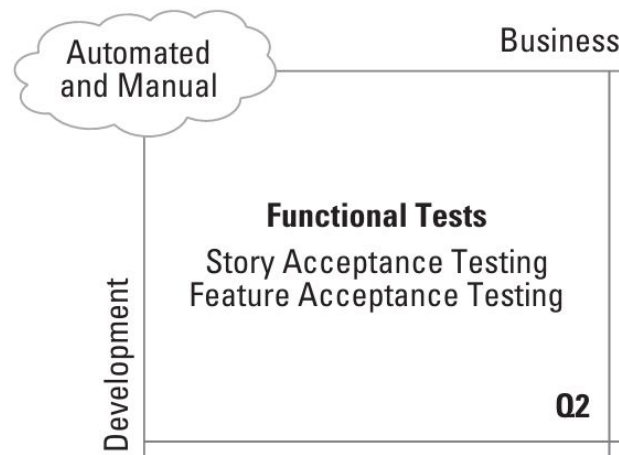 Automated
and Manual
Business
Functional Tests
Story Acceptance Testing
Feature Acceptance Testing
Development
Q2